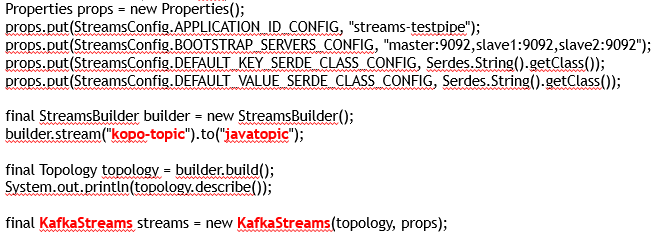 Properties props = new Properties();
props.put(StreamsConfig.APPLICATION_ID_CONFIG, "streams-testpipe");
props.put(StreamsConfig.BOOTSTRAP_SERVERS_CONFIG, "master:9092,slave1:9092,slave2:9092");
props.put(StreamsConfig.DEFAULT_KEY_SERDE_CLASS_CONFIG, Serdes.String().getClass());
props.put(StreamsConfig.DEFAULT_VALUE_SERDE_CLASS_CONFIG, Serdes.String().getClass());
final StreamsBuilder builder = new StreamsBuilder();
builder.stream("kopo-topic").to("javatopic");
final Topology topology = builder.build();
System.out.println(topology.describe());
final KafkaStreams streams = new KafkaStreams(topology, props);